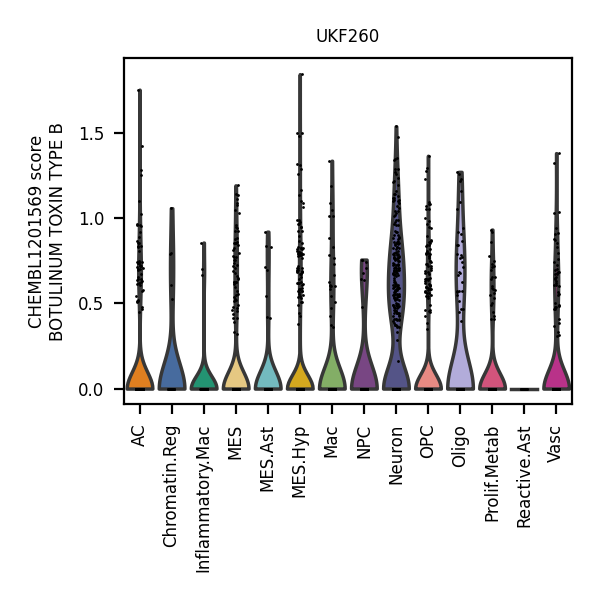 UKF260
CHEMBL1201569 score
BOTULINUM TOXIN TYPE B
1.5
1.0
0.5
0.0
AC
Chromatin.Reg
Inflammatory.Mac
MES
MES.Ast
MES.Hyp
Mac
NPC
Neuron
OPC
Oligo
Prolif.Metab
Reactive.Ast
Vasc